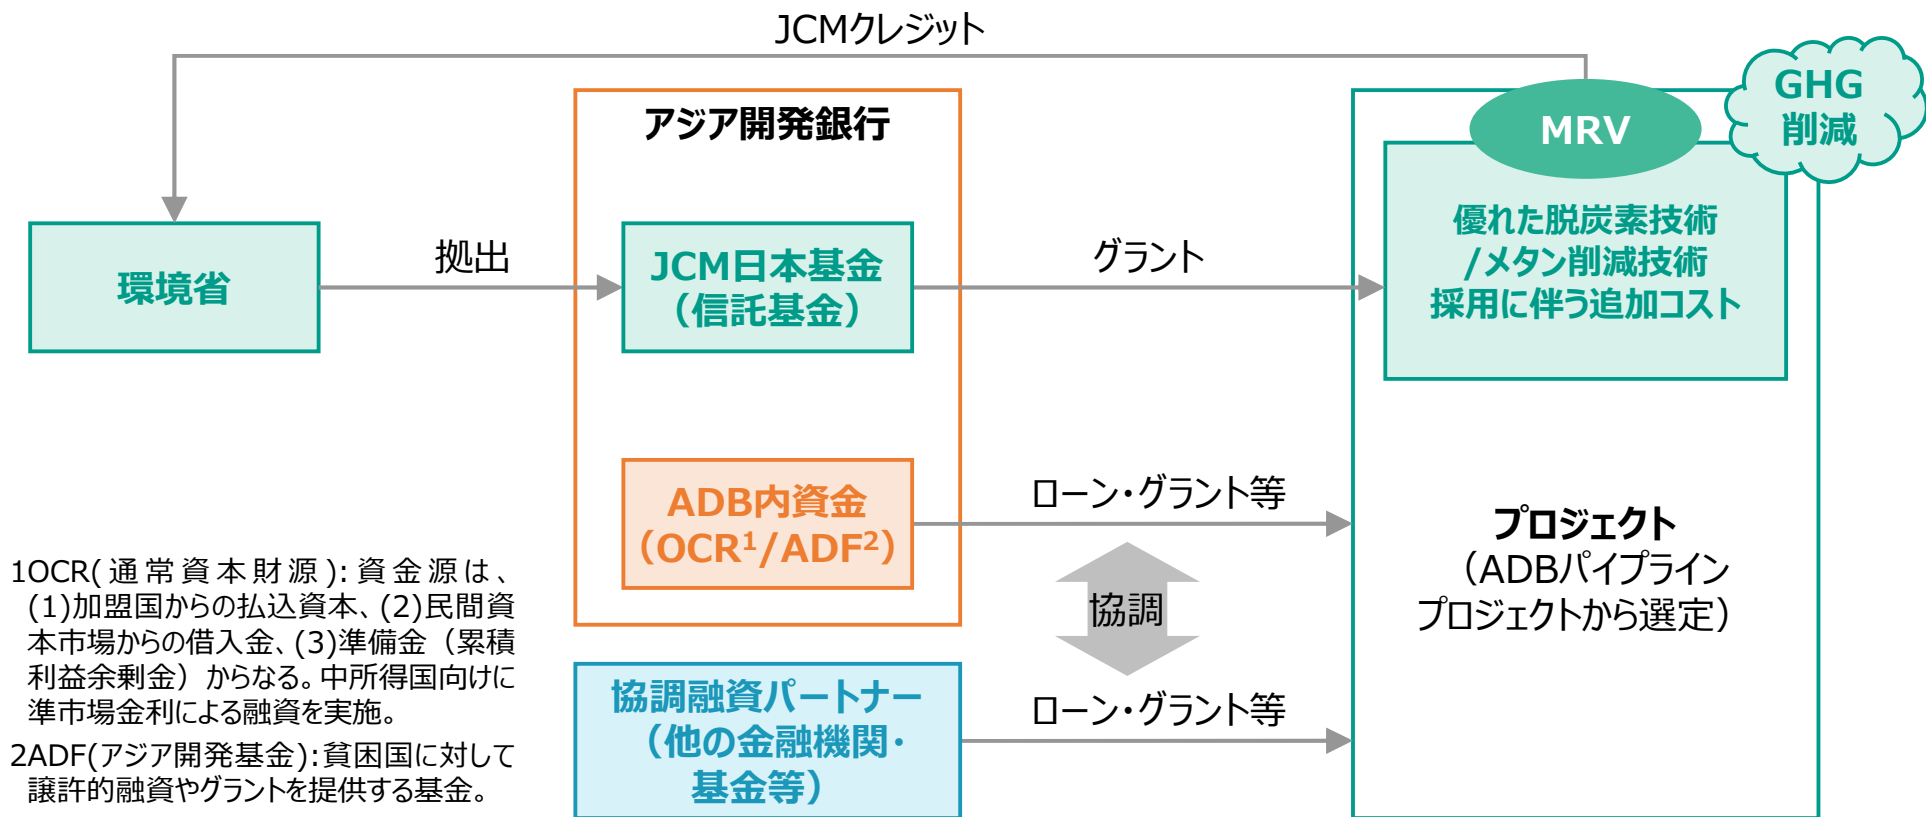 JCMクレジット
GHG
削減
アジア開発銀行
MRV
環境省
拠出
JCM日本基金
（信託基金）
グラント
優れた脱炭素技術
/メタン削減技術
採用に伴う追加コスト
ADB内資金
（OCR¹/ADF²）
ローン・グラント等
協調
プロジェクト
（ADBパイプライン
プロジェクトから選定）
協調融資パートナー
（他の金融機関・
基金等）
ローン・グラント等
1OCR(通常資本財源):資金源は、
(1)加盟国からの払込資本、(2)民間資
本市場からの借入金、(3)準備金（累積
利益余剰金）からなる。中所得国向けに
準市場金利による融資を実施。
2ADF(アジア開発基金):貧困国に対して
譲許的融資やグラントを提供する基金。